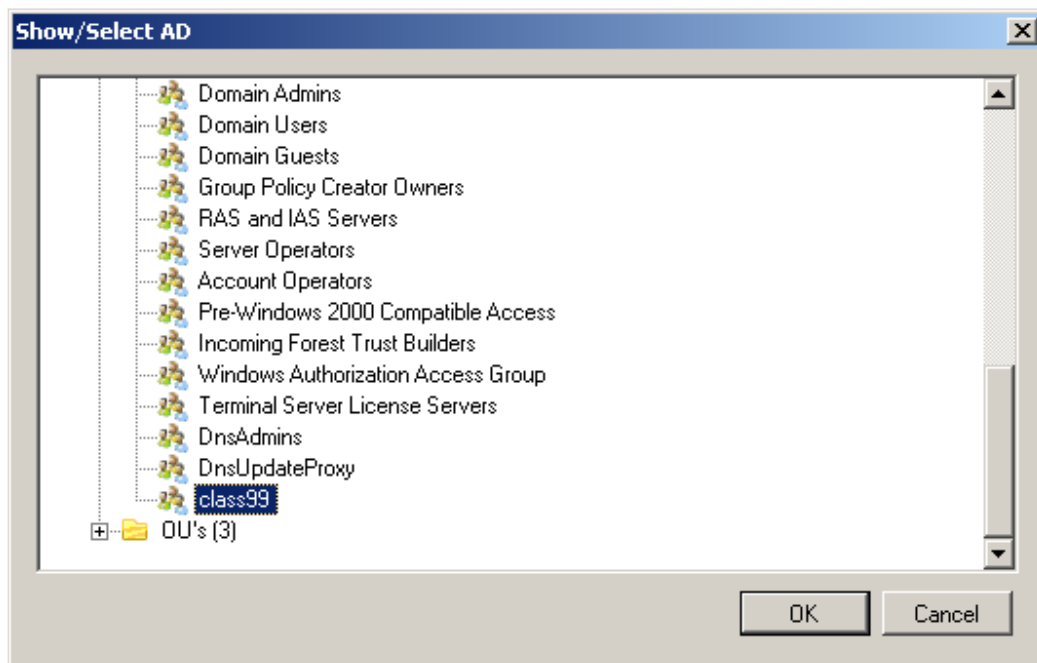 Show/Select AD
Domain Admins
Domain Users
Domain Guests
Group Policy Creator Owners
RAS and IAS Servers
Server Operators
Account Operators
Pre-Windows 2000 Compatible Access
Incoming Forest Trust Builders
Windows Authorization Access Group
Terminal Server License Servers
DnsAdmins
DnsUpdateProxy
class99
OU's (3)
OK Cancel